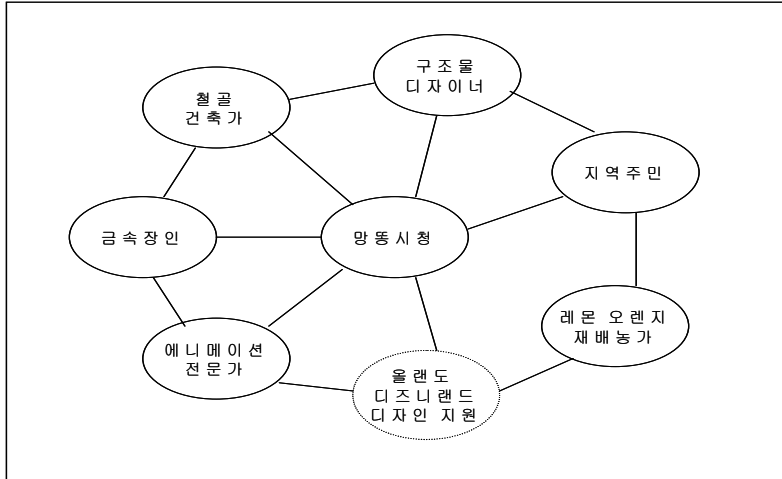 구조물
디자이너
철골
건축가
지역주민
금속장인
망똥시청
레몬 오렌지
재배농가
에니메이션
전문가
올랜도
디즈니랜드
디자인 지원